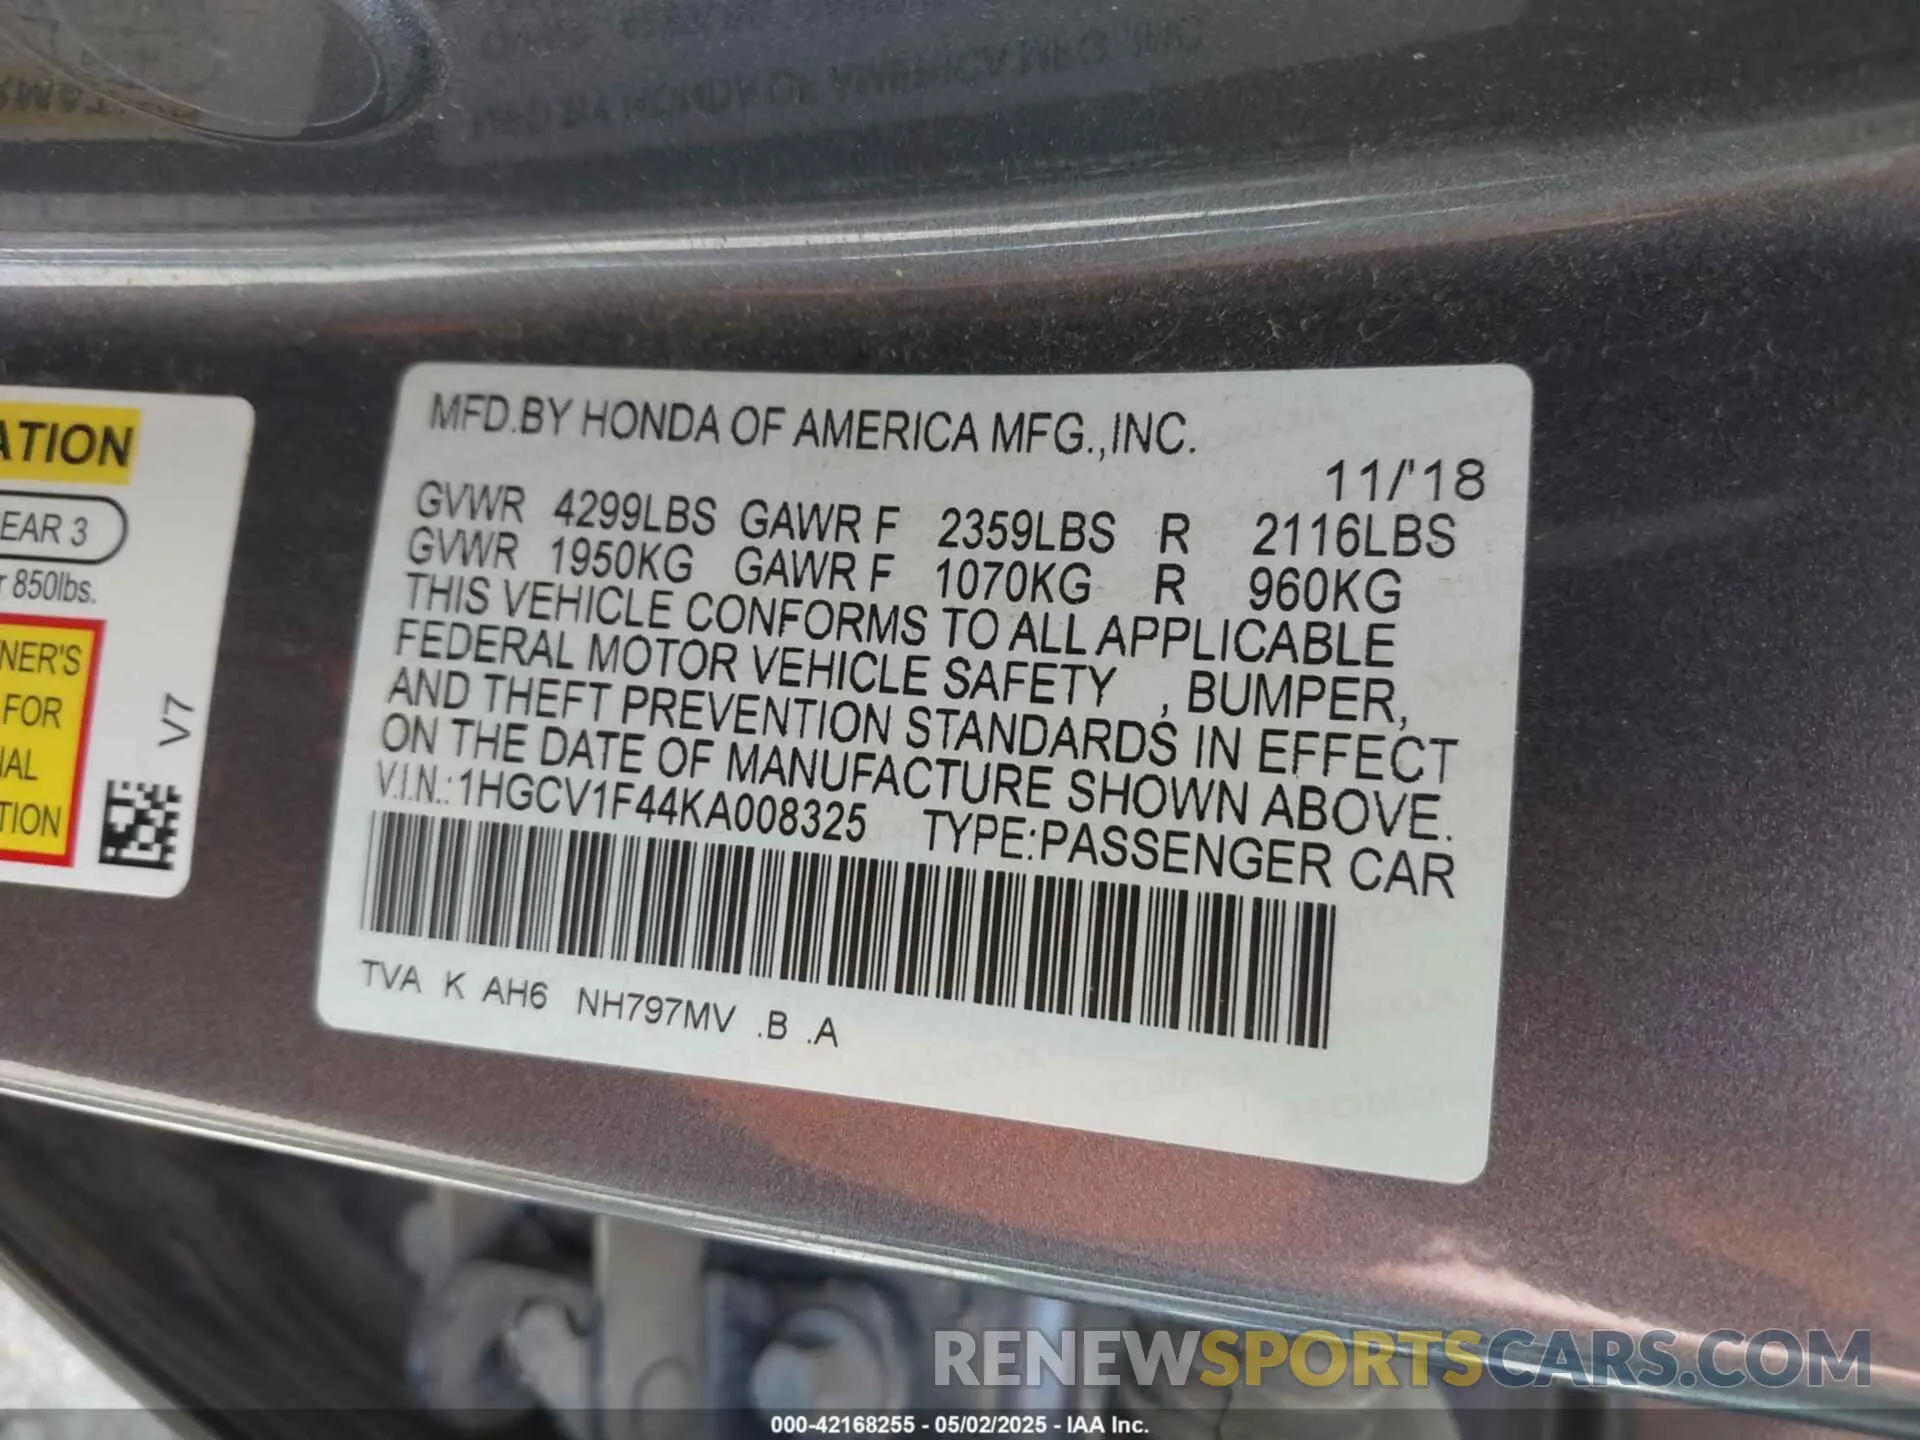 MFD.BY HONDA OF AMERICA MFG.,INC.
11/'18
GVWR 4299LBS GAWR F 2359LBS R 2116LBS
GVWR 1950KG GAWR F 1070KG R 960KG
THIS VEHICLE CONFORMS TO ALL APPLICABLE
FEDERAL MOTOR VEHICLE SAFETY , BUMPER,
AND THEFT PREVENTION STANDARDS IN EFFECT
ON THE DATE OF MANUFACTURE SHOWN ABOVE.
V.I.N.: 1HGCV1F44KA008325 TYPE:PASSENGER CAR
TVA K AH6 NH797MV .B .A
ATION
EAR 3
r 850lbs.
NER'S
FOR
IAL
TION
V7
RENEWSPORTSCARS.COM
000-42168255 - 05/02/2025 - IAA Inc.